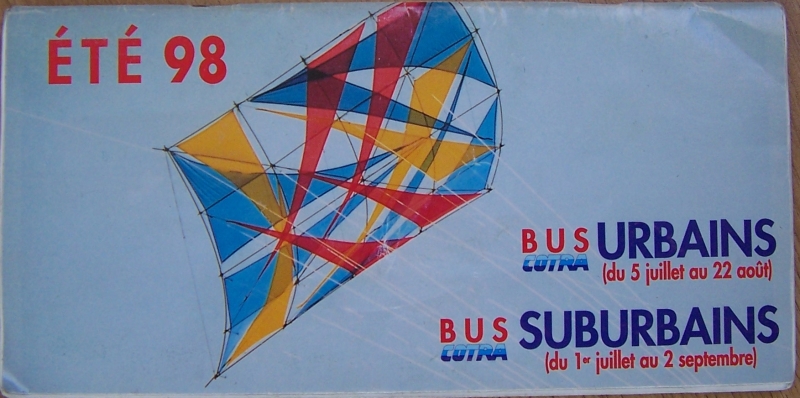 ÉTÉ 98
BUS COTRA URBAINS
(du 5 juillet au 22 août)
BUS COTRA SUBURBAINS
(du 1er juillet au 2 septembre)